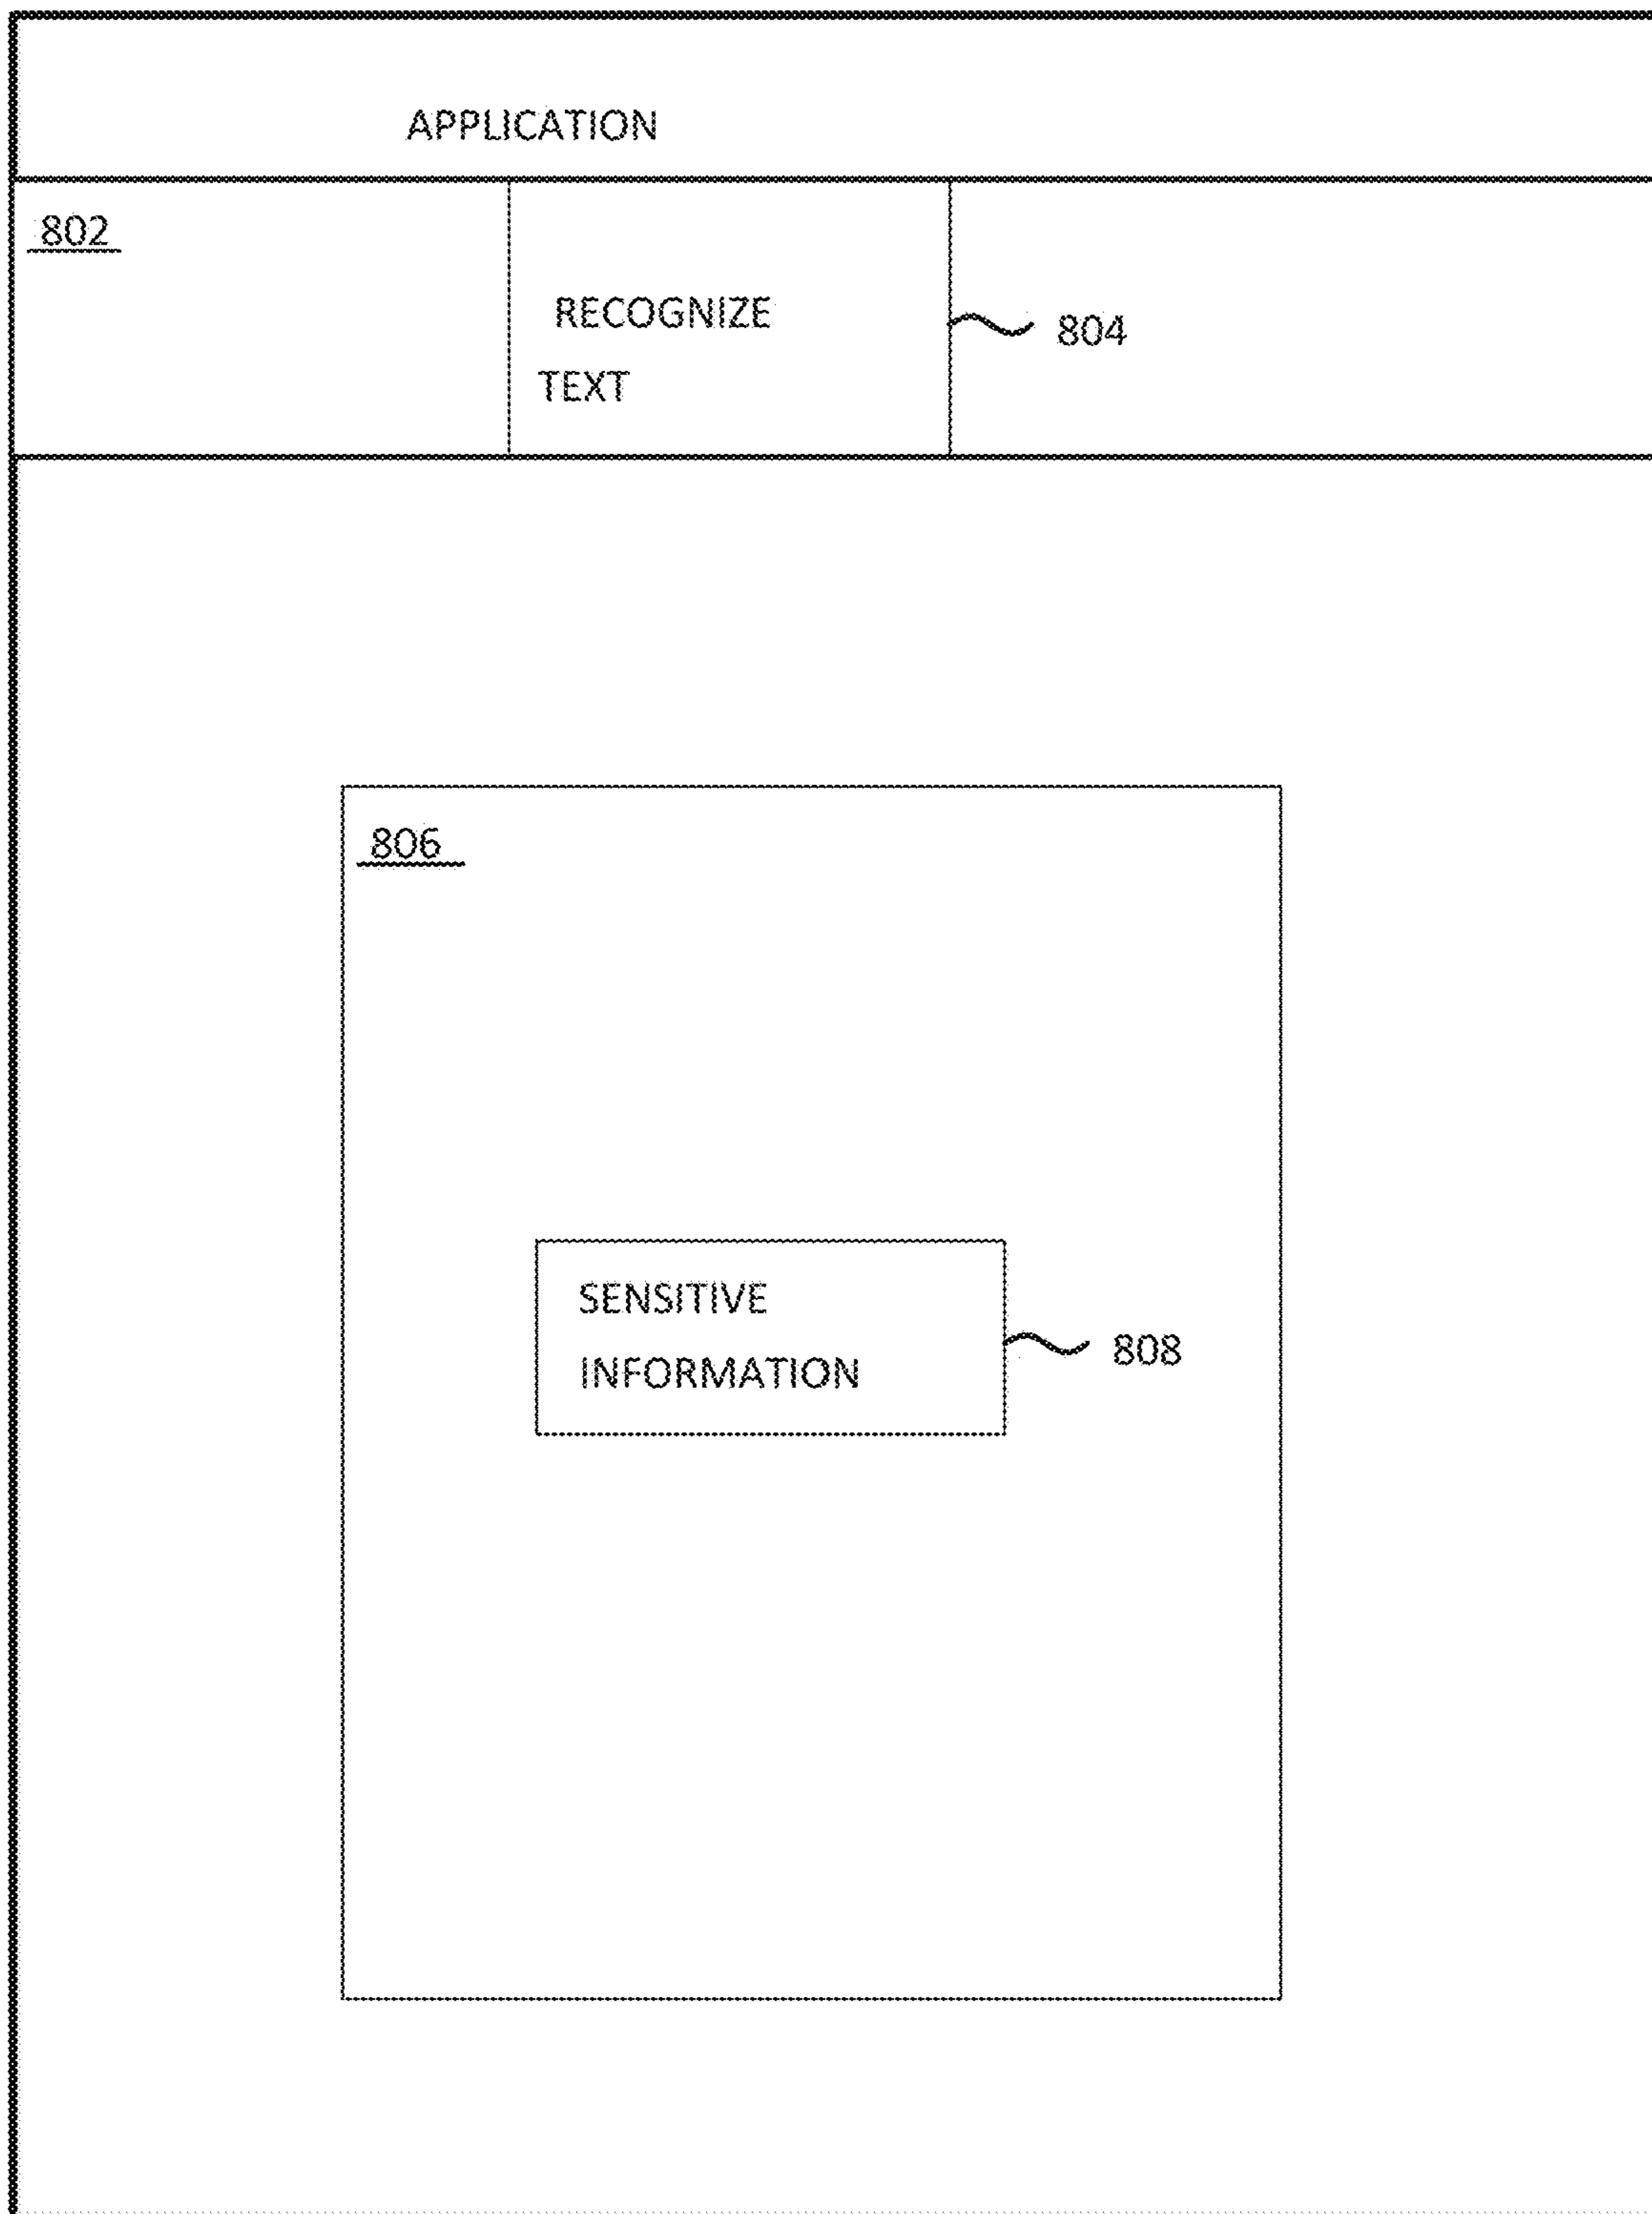 APPLICATION
802
RECOGNIZE
TEXT
804
806
SENSITIVE
INFORMATION
808